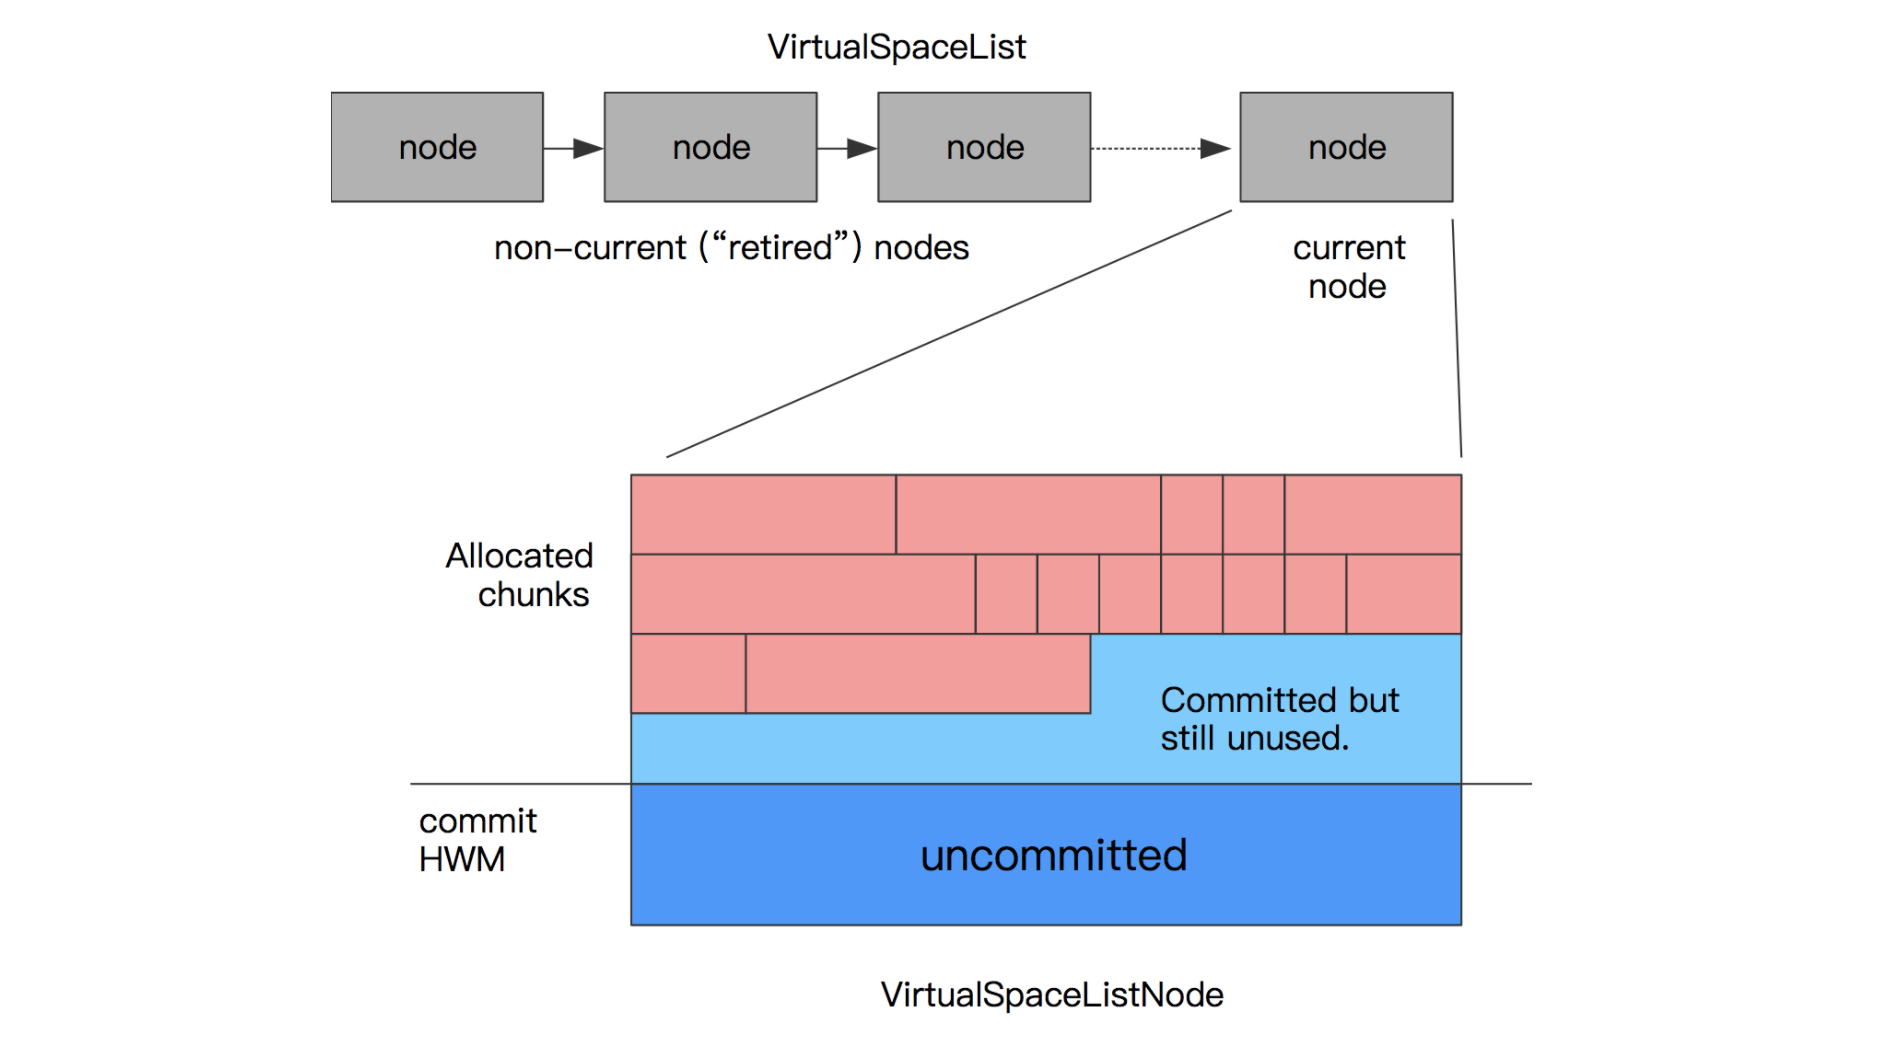 VirtualSpaceList
node
node
node
node
non-current (“retired”) nodes
current
node
Allocated
chunks
Committed but
still unused.
commit
HWM
uncommitted
VirtualSpaceListNode